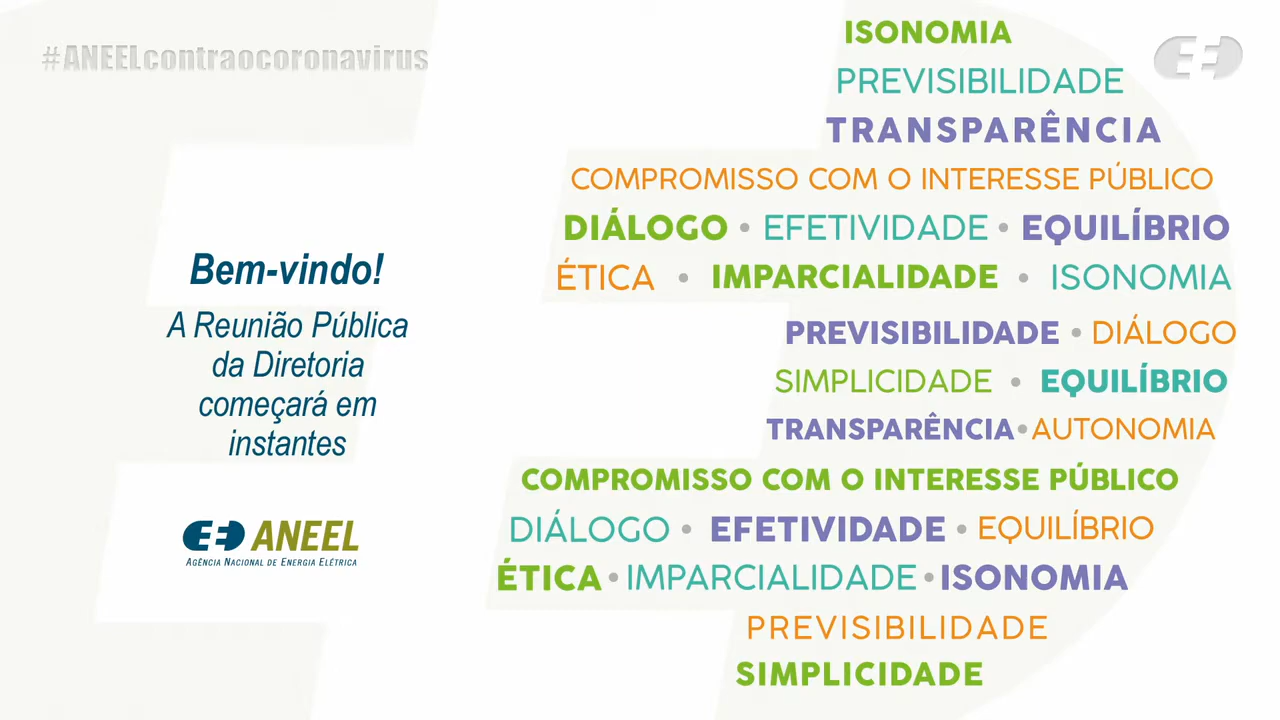 #ANEELcontraocoronavirus
Bem-vindo!
A Reunião Pública
da Diretoria
começará em
instantes
ANEEL
AGÊNCIA NACIONAL DE ENERGIA ELÉTRICA
ISONOMIA
PREVISIBILIDADE
TRANSPARÊNCIA
COMPROMISSO COM O INTERESSE PÚBLICO
DIÁLOGO • EFETIVIDADE • EQUILÍBRIO
ÉTICA • IMPARCIALIDADE • ISONOMIA
PREVISIBILIDADE • DIÁLOGO
SIMPLICIDADE • EQUILÍBRIO
TRANSPARÊNCIA • AUTONOMIA
COMPROMISSO COM O INTERESSE PÚBLICO
DIÁLOGO • EFETIVIDADE • EQUILÍBRIO
ÉTICA • IMPARCIALIDADE • ISONOMIA
PREVISIBILIDADE
SIMPLICIDADE